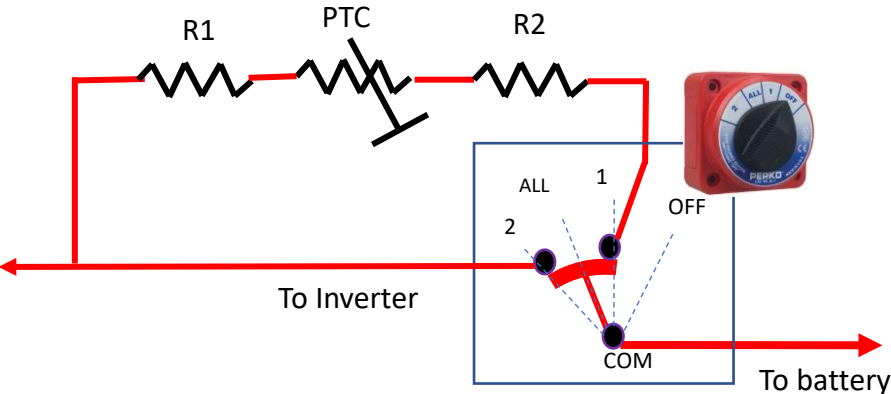 R1
PTC
R2
2
ALL
1
OFF
PERKO
ALL
1
2
OFF
To Inverter
COM
To battery